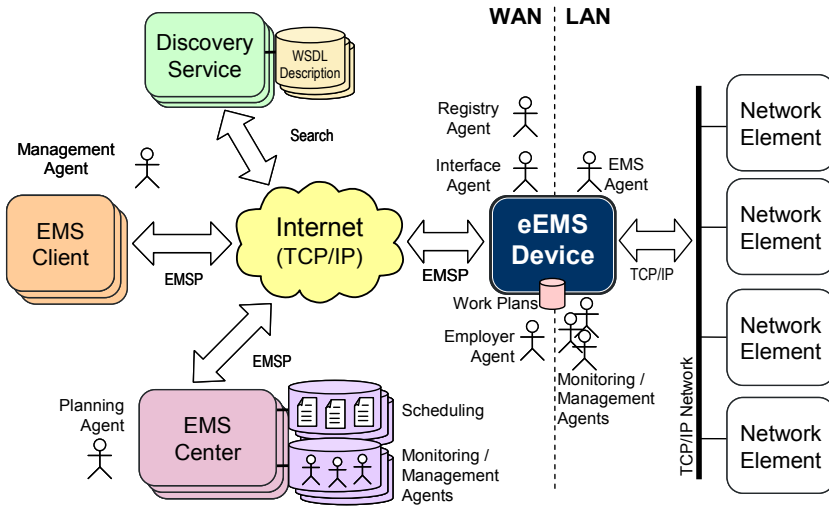 WAN
LAN
Discovery
Service
WSDL
Description
Search
Management
Agent
EMS
Client
EMSP
Internet
(TCP/IP)
EMSP
Registry
Agent
Interface
Agent
EMS
Agent
eEMS
Device
Work Plans
TCP/IP
Employer
Agent
Monitoring /
Management
Agents
TCP/IP Network
Network
Element
Network
Element
Network
Element
Network
Element
EMSP
Planning
Agent
EMS
Center
Scheduling
Monitoring /
Management
Agents